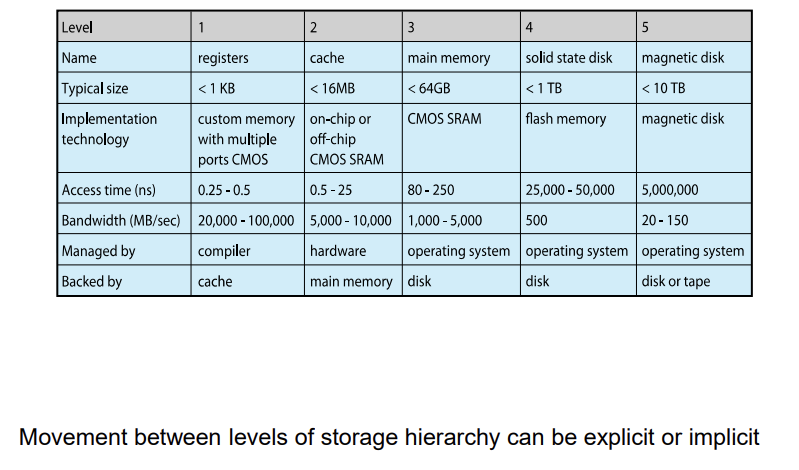 Level 1 2 3 4 5
Name registers cache main memory solid state disk magnetic disk
Typical size < 1 KB < 16MB < 64GB < 1 TB < 10 TB
Implementation technology custom memory with multiple ports CMOS on-chip or off-chip CMOS SRAM CMOS SRAM flash memory magnetic disk
Access time (ns) 0.25 - 0.5 0.5 - 25 80 - 250 25,000 - 50,000 5,000,000
Bandwidth (MB/sec) 20,000 - 100,000 5,000 - 10,000 1,000 - 5,000 500 20 - 150
Managed by compiler hardware operating system operating system operating system
Backed by cache main memory disk disk disk or tape
Movement between levels of storage hierarchy can be explicit or implicit